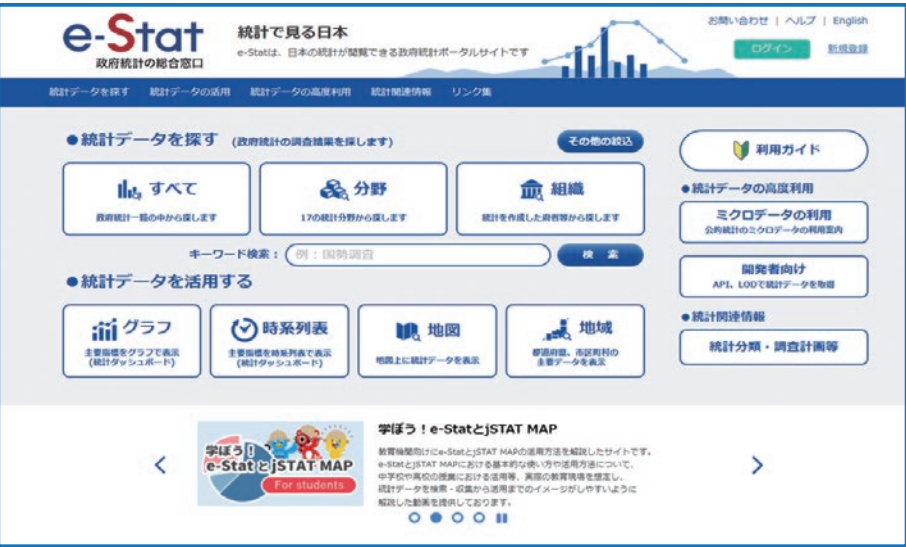 e-Stat
政府統計の総合窓口
統計で見る日本
e-Statは、日本の統計が閲覧できる政府統計ポータルサイトです
お問い合わせ | ヘルプ | English
ログイン 新規登録
統計データを探す 統計データの活用 統計データの高度利用 統計関連情報 リンク集
●統計データを探す (政府統計の調査結果を探します) その他の絞込
すべて
政府統計一覧の中から探します
分野
17の統計分野から探します
組織
統計を作成した府省等から探します
キーワード検索: 例:国勢調査 検索
●統計データを活用する
グラフ
主要指標をグラフで表示
(統計ダッシュボード)
時系列表
主要指標を時系列表で表示
(統計ダッシュボード)
地図
地図上に統計データを表示
地域
都道府県、市区町村の
主要データを表示
利用ガイド
●統計データの高度利用
ミクロデータの利用
公的統計のミクロデータの利用案内
開発者向け
API、LODで統計データを取得
●統計関連情報
統計分類・調査計画等
学ぼう!
e-StatとjSTAT MAP
For students
学ぼう!e-StatとjSTAT MAP
教育機関向けにe-StatとjSTAT MAPの活用方法を解説したサイトです。
e-StatとjSTAT MAPにおける基本的な使い方や活用方法について、
中学校や高校の授業における活用等、実際の教育現場を想定し、
統計データを検索・収集から活用までのイメージがしやすいように
解説した動画を提供しております。